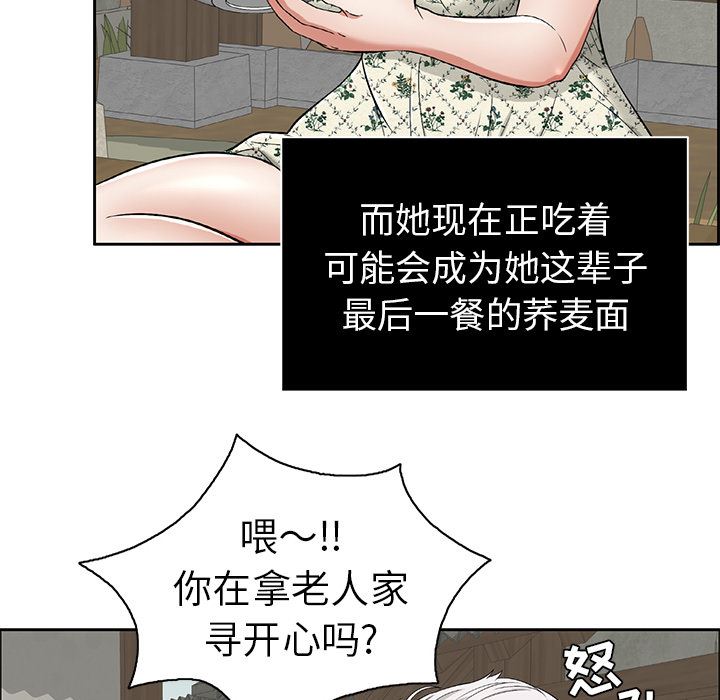 而她现在正吃着
可能会成为她这辈子
最后一餐的荞麦面
喂～!!
你在拿老人家
寻开心吗?
怒